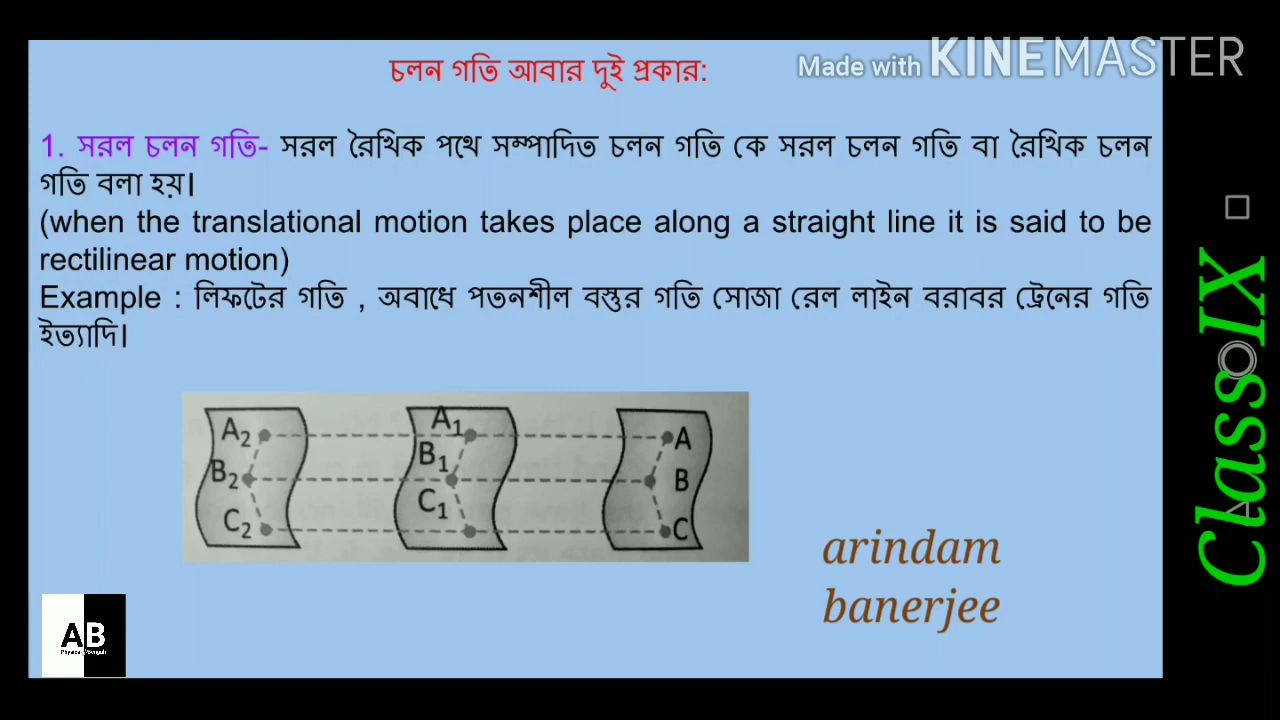 চলন গতি আবার দুই প্রকার:
Made with KINEMASTER
1. সরল চলন গতি- সরল রৈখিক পথে সম্পাদিত চলন গতি কে সরল চলন গতি বা রৈখিক চলন
গতি বলা হয়।
(when the translational motion takes place along a straight line it is said to be
rectilinear motion)
Example : লিফটের গতি , অবাধে পতনশীল বস্তুর গতি সোজা রেল লাইন বরাবর ট্রেনের গতি
ইত্যাদি।
A2 A1 A
B2 B1 B
C2 C1 C
arindam
banerjee
AB
Class IX